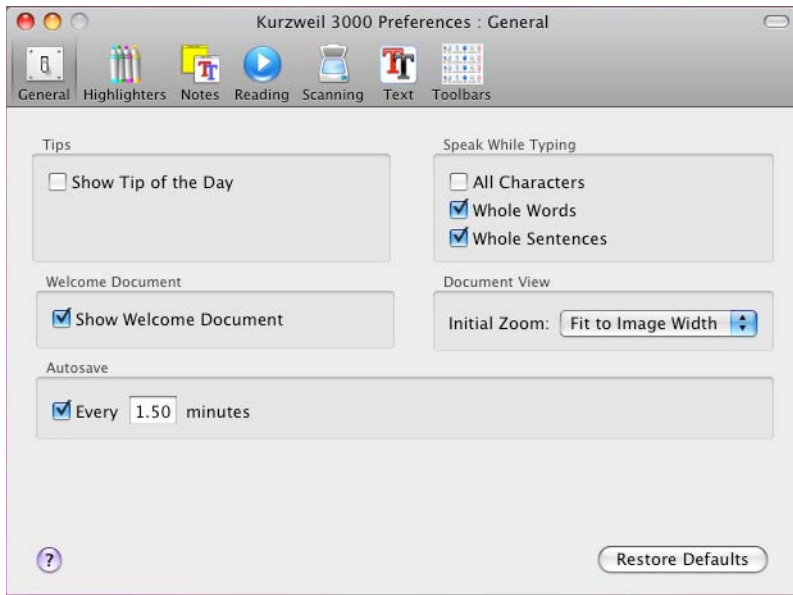 Kurzweil 3000 Preferences : General
General Highlighters Notes Reading Scanning Text Toolbars
Tips
Show Tip of the Day
Speak While Typing
All Characters
Whole Words
Whole Sentences
Welcome Document
Show Welcome Document
Document View
Initial Zoom: Fit to Image Width
Autosave
Every 1.50 minutes
?
Restore Defaults